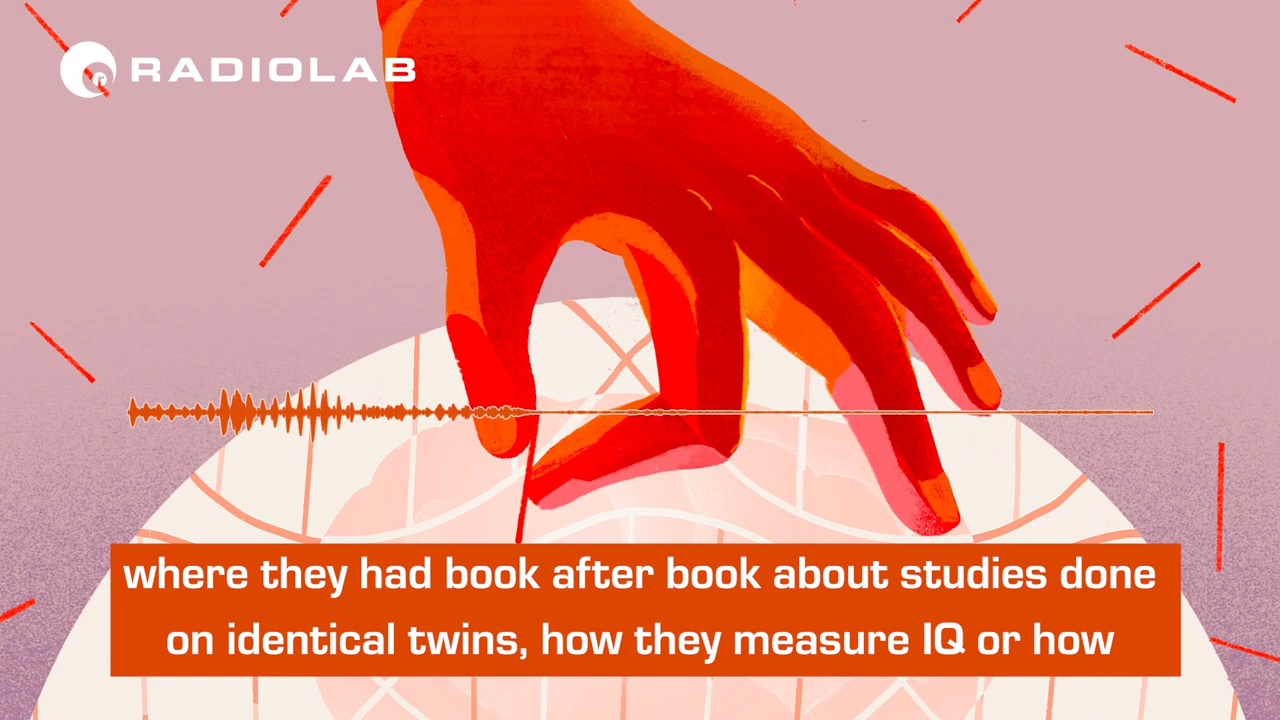 RADIOLAB
where they had book after book about studies done
on identical twins, how they measure IQ or how